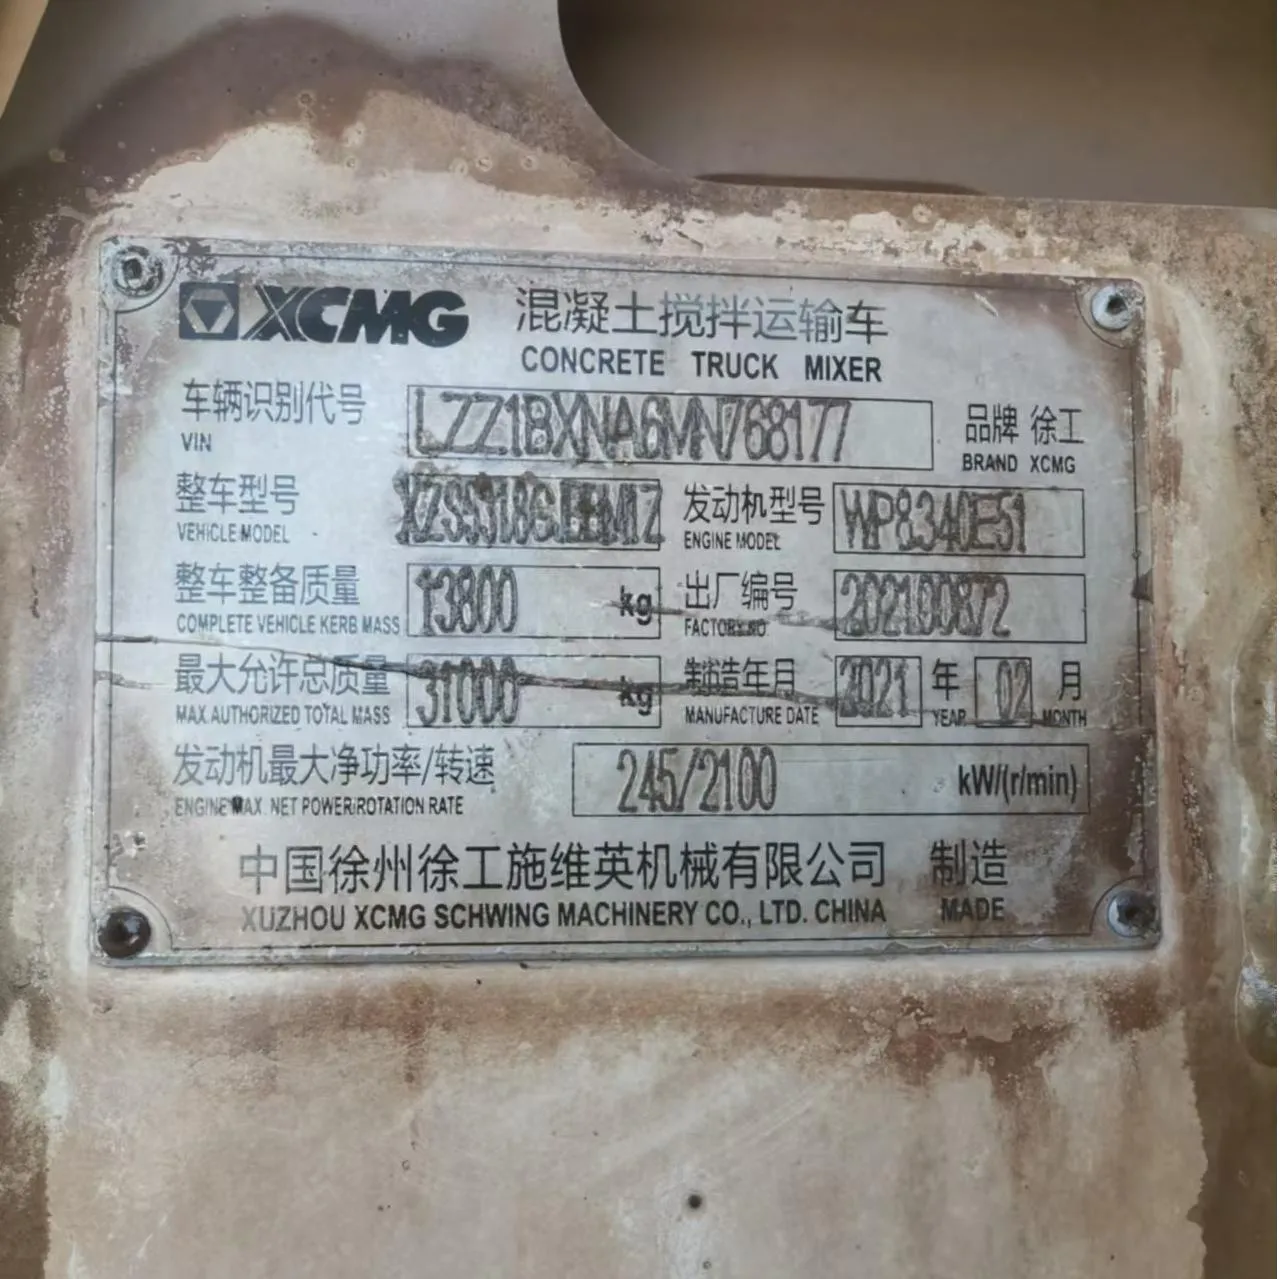 XCMG 混凝土搅拌运输车
CONCRETE TRUCK MIXER
车辆识别代号 LZZ1BXNA6MN768177 品牌 徐工
VIN BRAND XCMG
整车型号 发动机型号 WP8.340E51
VEHICLE MODEL ENGINE MODEL
整车整备质量 13800 kg 出厂编号 202100872
COMPLETE VEHICLE KERB MASS FACTORY NO
最大允许总质量 31000 kg 制造年月 2021 年 02 月
MAX.AUTHORIZED TOTAL MASS MANUFACTURE DATE YEAR MONTH
发动机最大净功率/转速 245/2100 kW/(r/min)
ENGINE MAX. NET POWER/ROTATION RATE
中国徐州徐工施维英机械有限公司 制造
XUZHOU XCMG SCHWING MACHINERY CO., LTD. CHINA MADE